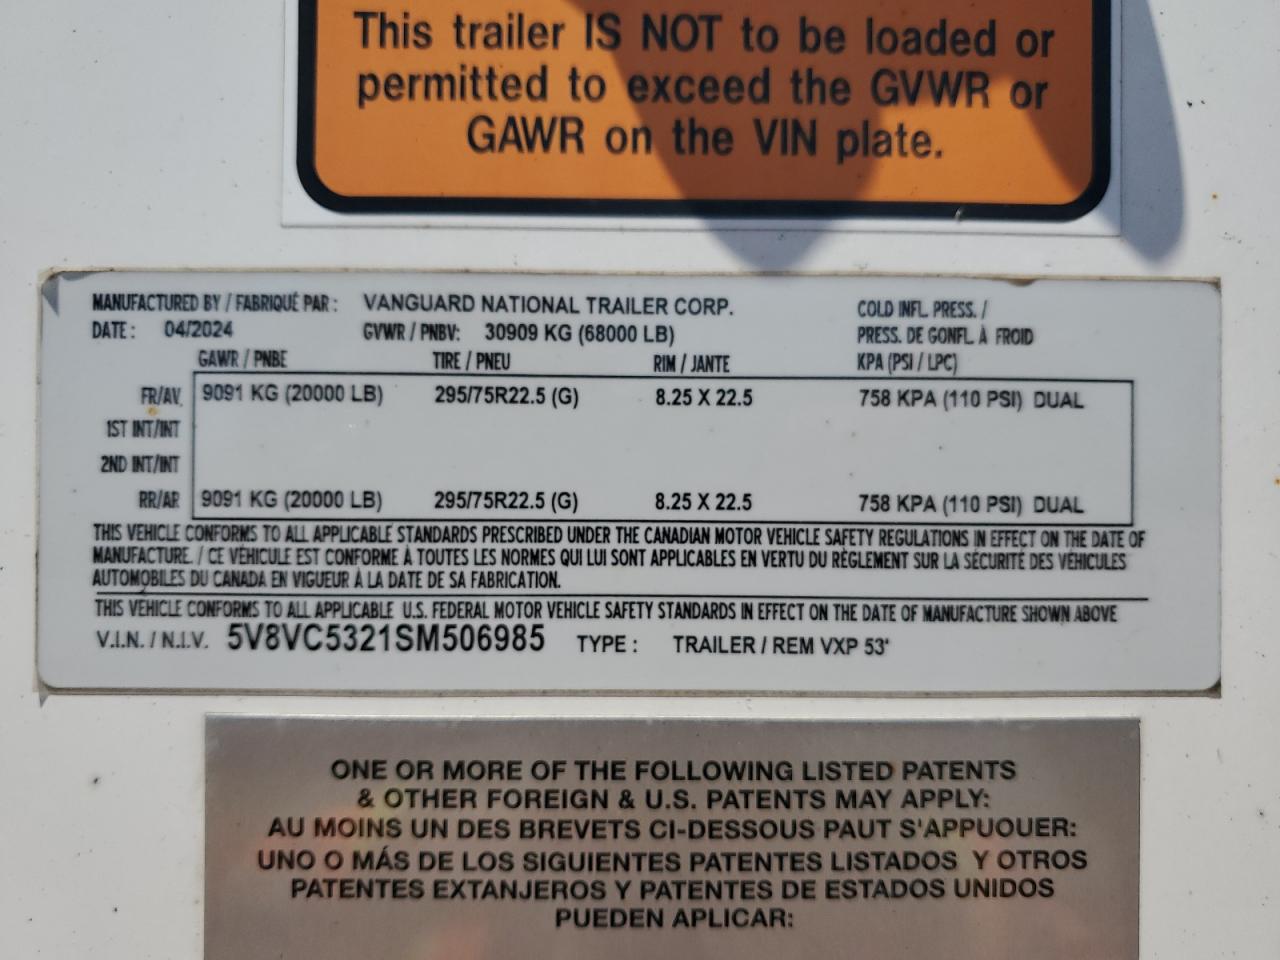 This trailer IS NOT to be loaded or
permitted to exceed the GVWR or
GAWR on the VIN plate.
MANUFACTURED BY / FABRIQUÉ PAR : VANGUARD NATIONAL TRAILER CORP. COLD INFL. PRESS. /
DATE : 04/2024 GVWR / PNBV: 30909 KG (68000 LB) PRESS. DE GONFL. À FROID
GAWR / PNBE TIRE / PNEU RIM / JANTE KPA (PSI / LPC)
FR/AV 9091 KG (20000 LB) 295/75R22.5 (G) 8.25 X 22.5 758 KPA (110 PSI) DUAL
1ST INT/INT
2ND INT/INT
RR/AR 9091 KG (20000 LB) 295/75R22.5 (G) 8.25 X 22.5 758 KPA (110 PSI) DUAL
THIS VEHICLE CONFORMS TO ALL APPLICABLE STANDARDS PRESCRIBED UNDER THE CANADIAN MOTOR VEHICLE SAFETY REGULATIONS IN EFFECT ON THE DATE OF
MANUFACTURE. / CE VÉHICULE EST CONFORME À TOUTES LES NORMES QUI LUI SONT APPLICABLES EN VERTU DU RÈGLEMENT SUR LA SÉCURITÉ DES VÉHICULES
AUTOMOBILES DU CANADA EN VIGUEUR À LA DATE DE SA FABRICATION.
THIS VEHICLE CONFORMS TO ALL APPLICABLE U.S. FEDERAL MOTOR VEHICLE SAFETY STANDARDS IN EFFECT ON THE DATE OF MANUFACTURE SHOWN ABOVE
V.I.N. / N.I.V. 5V8VC5321SM506985 TYPE : TRAILER / REM VXP 53'
ONE OR MORE OF THE FOLLOWING LISTED PATENTS
& OTHER FOREIGN & U.S. PATENTS MAY APPLY:
AU MOINS UN DES BREVETS CI-DESSOUS PAUT S'APPUOUER:
UNO O MÁS DE LOS SIGUIENTES PATENTES LISTADOS Y OTROS
PATENTES EXTANJEROS Y PATENTES DE ESTADOS UNIDOS
PUEDEN APLICAR: